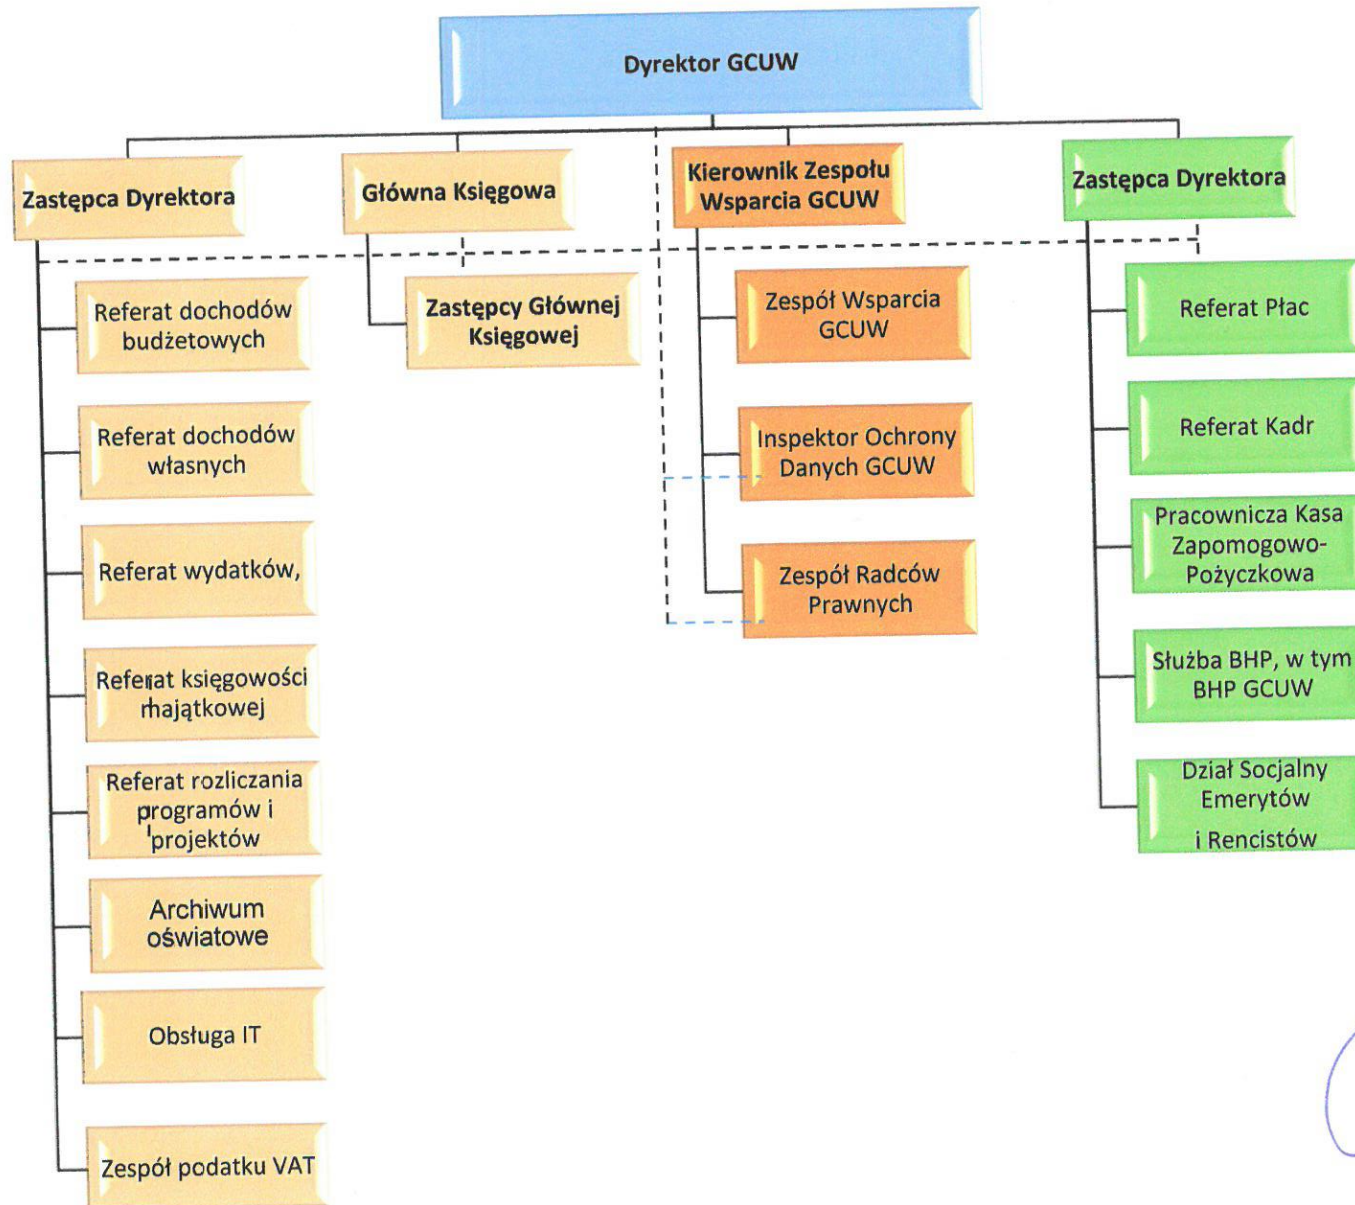 Dyrektor GCUW
Zastępca Dyrektora
Główna Księgowa
Kierownik Zespołu
Wsparcia GCUW
Zastępca Dyrektora
Referat dochodów
budżetowych
Referat dochodów
własnych
Referat wydatków,
Referat księgowości
majątkowej
Referat rozliczania
programów i
projektów
Archiwum
oświatowe
Obsługa IT
Zespół podatku VAT
Zastępcy Głównej
Księgowej
Zespół Wsparcia
GCUW
Inspektor Ochrony
Danych GCUW
Zespół Radców
Prawnych
Referat Płac
Referat Kadr
Pracownicza Kasa
Zapomogowo-
Pożyczkowa
Służba BHP, w tym
BHP GCUW
Dział Socjalny
Emerytów
i Rencistów